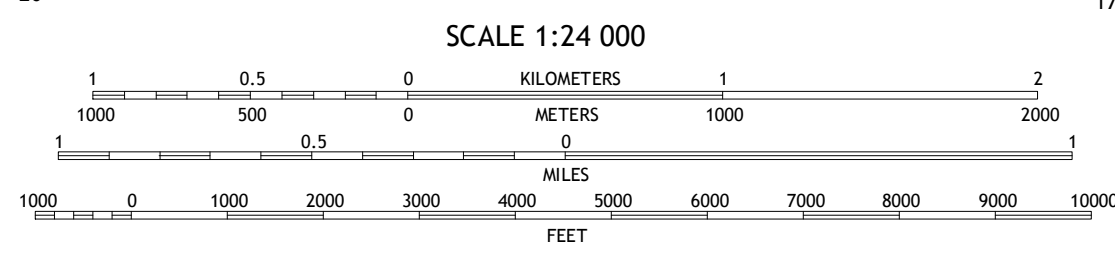 SCALE 1:24 000
1 0.5 0 KILOMETERS 1 2
1000 500 0 METERS 1000 2000
1 0.5 0 1
MILES
1000 0 1000 2000 3000 4000 5000 6000 7000 8000 9000 10000
FEET